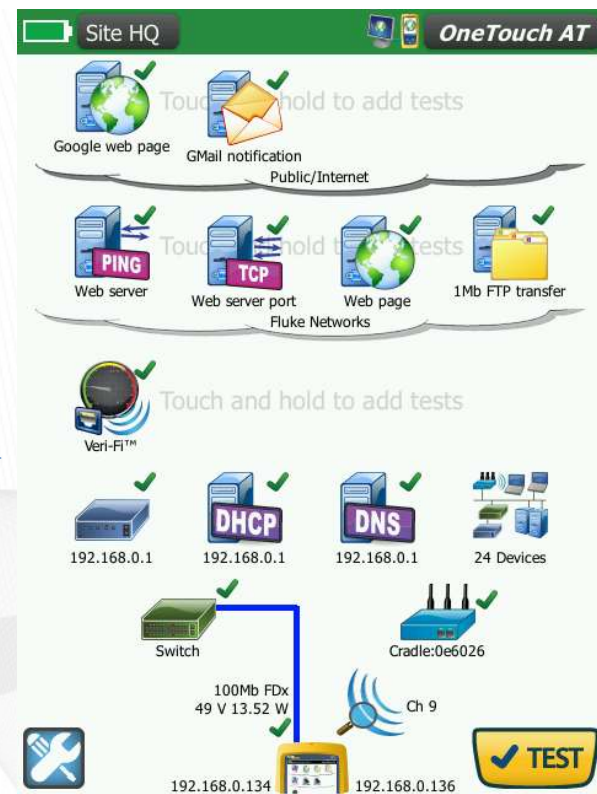 Site HQ
OneTouch AT
Touch and hold to add tests
Google web page
GMail notification
Public/Internet
Touch and hold to add tests
PING
TCP
Web server
Web server port
Web page
1Mb FTP transfer
Fluke Networks
Touch and hold to add tests
Veri-Fi™
DHCP
DNS
192.168.0.1
192.168.0.1
192.168.0.1
24 Devices
Switch
Cradle:0e6026
100Mb FDx
49 V 13.52 W
Ch 9
TEST
192.168.0.134
192.168.0.136